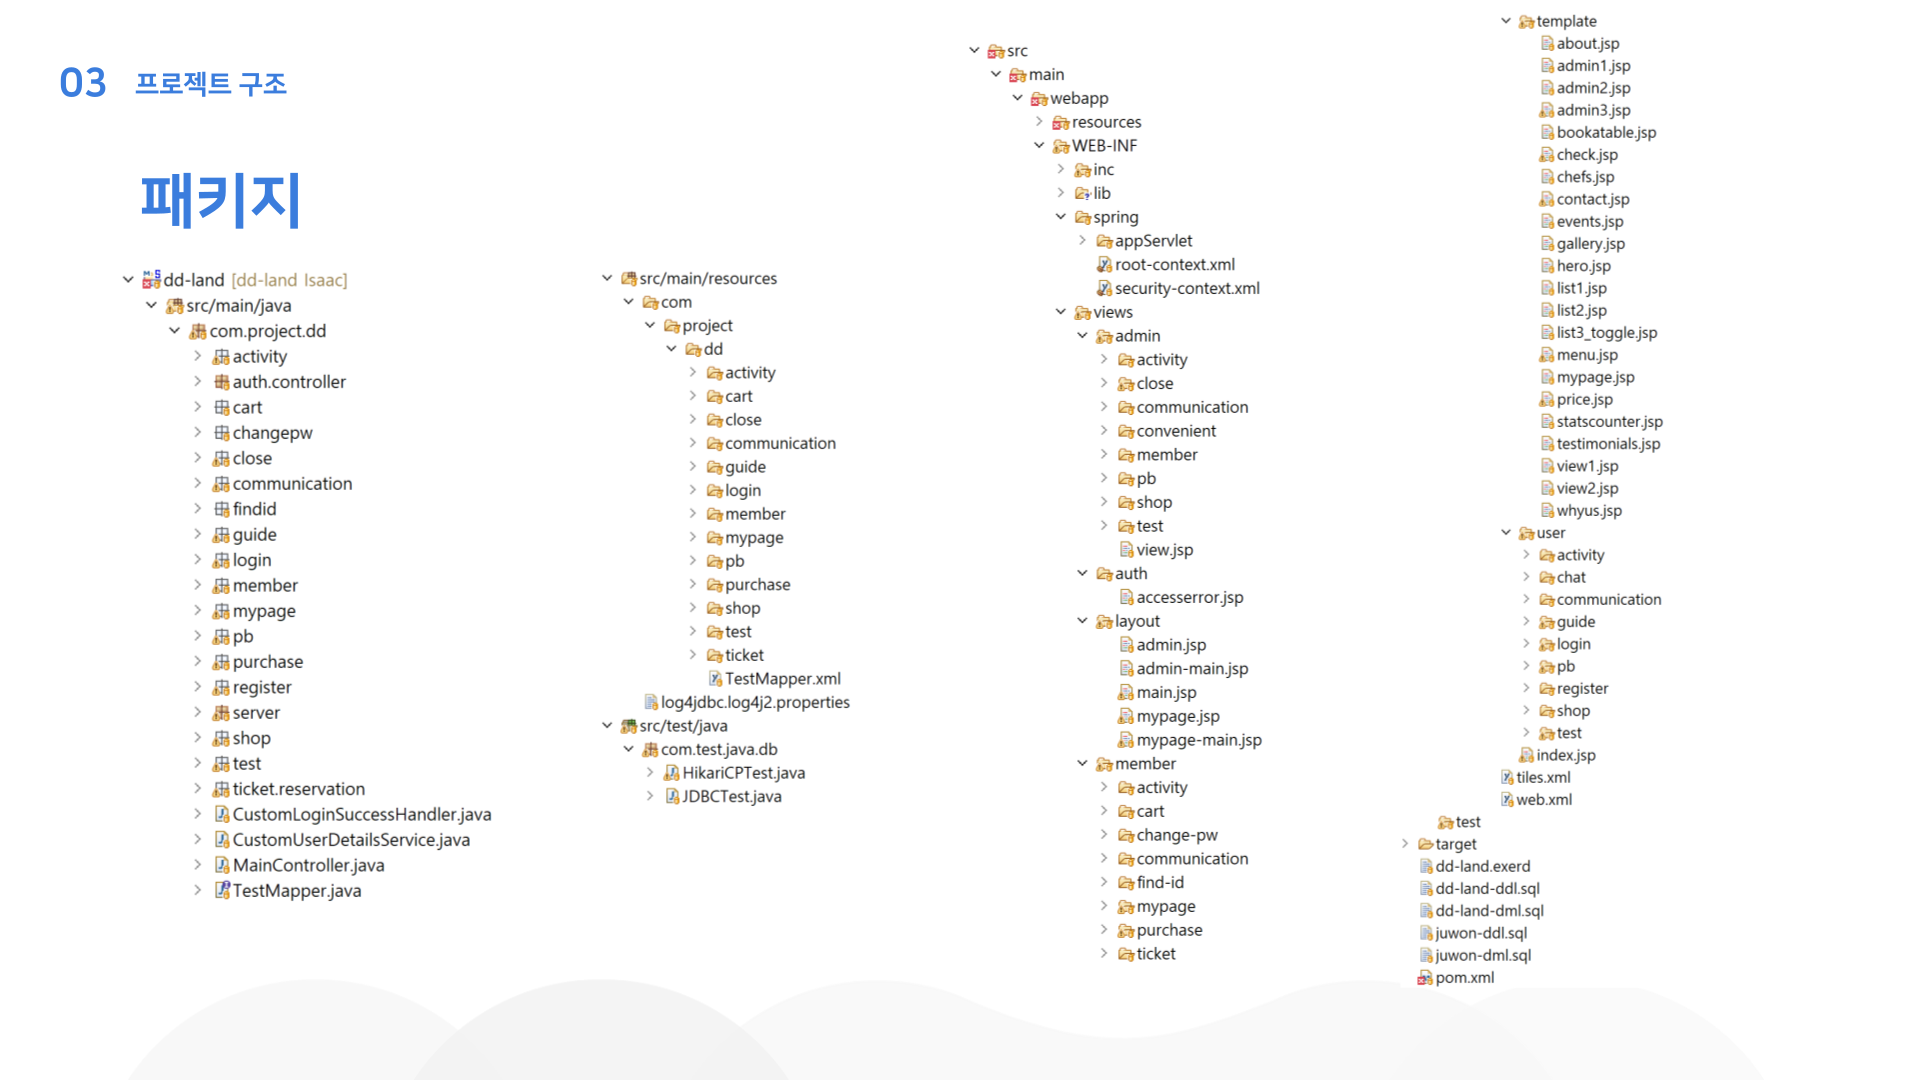 03 프로젝트 구조
패키지
dd-land [dd-land Isaac]
src/main/java
com.project.dd
activity
auth.controller
cart
changepw
close
communication
findid
guide
login
member
mypage
pb
purchase
register
server
shop
test
ticket.reservation
CustomLoginSuccessHandler.java
CustomUserDetailsService.java
MainController.java
TestMapper.java
src/main/resources
com
project
dd
activity
cart
close
communication
guide
login
member
mypage
pb
purchase
shop
test
ticket
TestMapper.xml
log4jdbc.log4j2.properties
src/test/java
com.test.java.db
HikariCPTest.java
JDBCTest.java
src
main
webapp
resources
WEB-INF
inc
lib
spring
appServlet
root-context.xml
security-context.xml
views
admin
activity
close
communication
convenient
member
pb
shop
test
view.jsp
auth
accesserror.jsp
layout
admin.jsp
admin-main.jsp
main.jsp
mypage.jsp
mypage-main.jsp
member
activity
cart
change-pw
communication
find-id
mypage
purchase
ticket
template
about.jsp
admin1.jsp
admin2.jsp
admin3.jsp
bookatable.jsp
check.jsp
chefs.jsp
contact.jsp
events.jsp
gallery.jsp
hero.jsp
list1.jsp
list2.jsp
list3_toggle.jsp
menu.jsp
mypage.jsp
price.jsp
statscounter.jsp
testimonials.jsp
view1.jsp
view2.jsp
whyus.jsp
user
activity
chat
communication
guide
login
pb
register
shop
test
index.jsp
tiles.xml
web.xml
test
target
dd-land.exerd
dd-land-ddl.sql
dd-land-dml.sql
juwon-ddl.sql
juwon-dml.sql
pom.xml